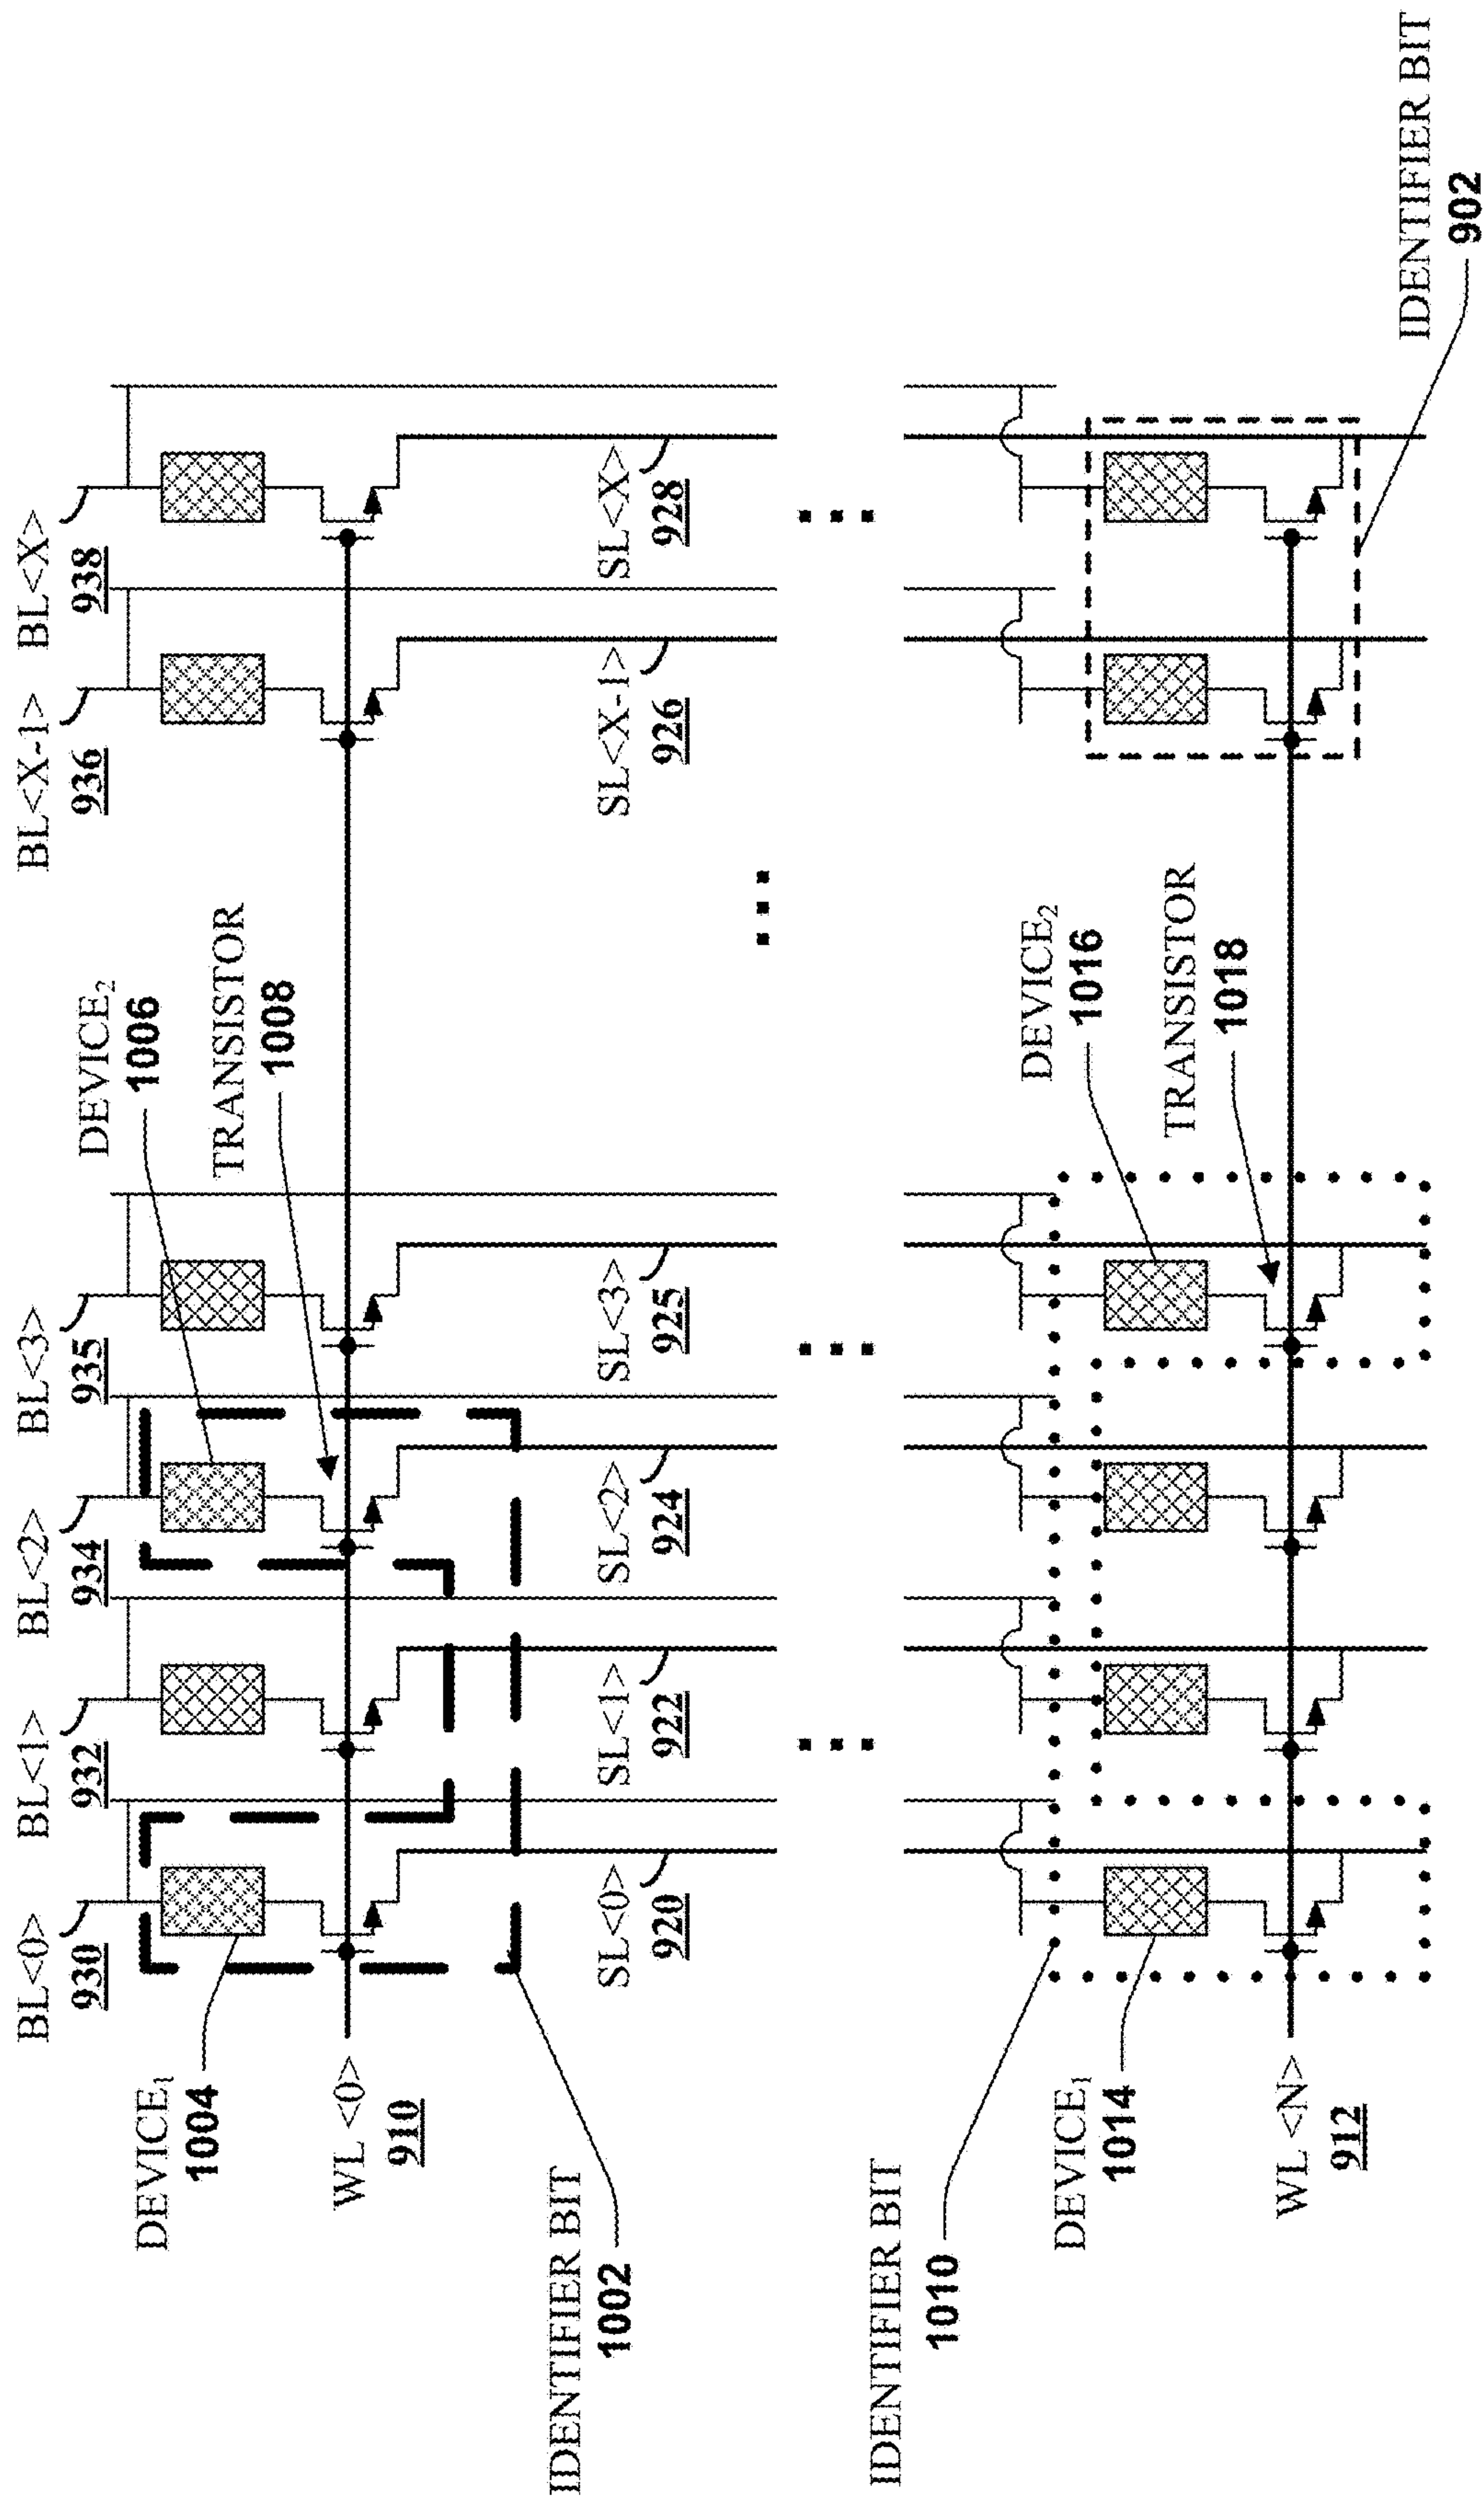 BL<0>
930
BL<1>
932
BL<2>
934
BL<3>
935
BL<X-1>
936
BL<X>
938
DEVICE₂
1006
TRANSISTOR
1008
DEVICE₁
1004
WL <0>
910
IDENTIFIER BIT
1002
SL<0>
920
SL<1>
922
SL<2>
924
SL<3>
925
SL<X-1>
926
SL<X>
928
IDENTIFIER BIT
1010
DEVICE₁
1014
DEVICE₂
1016
TRANSISTOR
1018
WL <N>
912
IDENTIFIER BIT
902